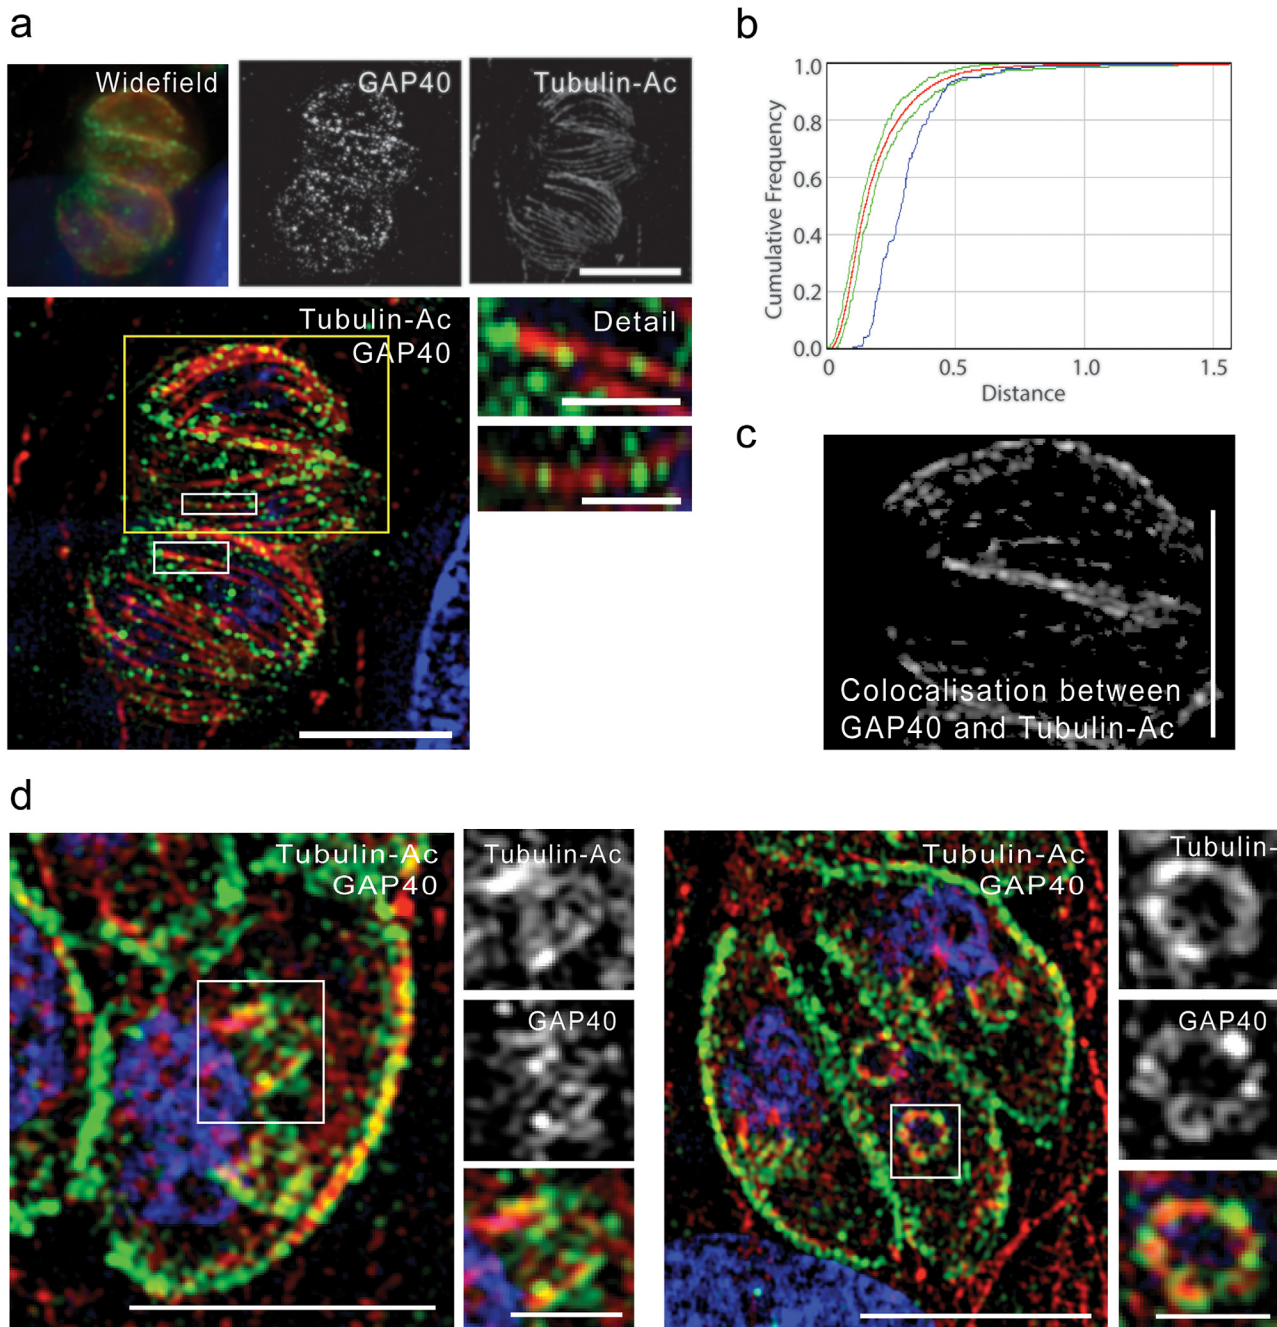 a
Widefield
GAP40
Tubulin-Ac
Tubulin-Ac
GAP40
Detail
b
1.0
0.8
0.6
0.4
0.2
0.0
0
0.5
1.0
1.5
Cumulative Frequency
Distance
c
Colocalisation between
GAP40 and Tubulin-Ac
d
Tubulin-Ac
GAP40
Tubulin-Ac
GAP40
Tubulin-Ac
GAP40
Tubulin-
GAP40